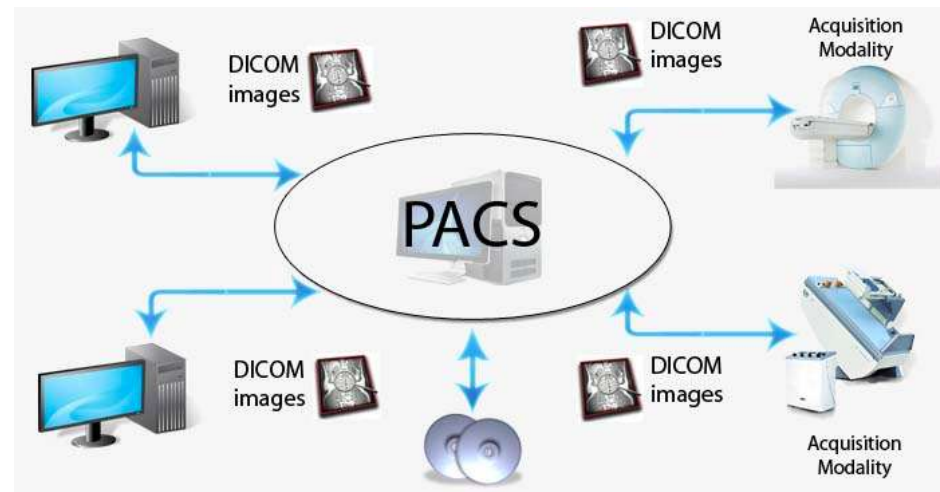 DICOM
images
DICOM
images
Acquisition
Modality
PACS
DICOM
images
DICOM
images
Acquisition
Modality